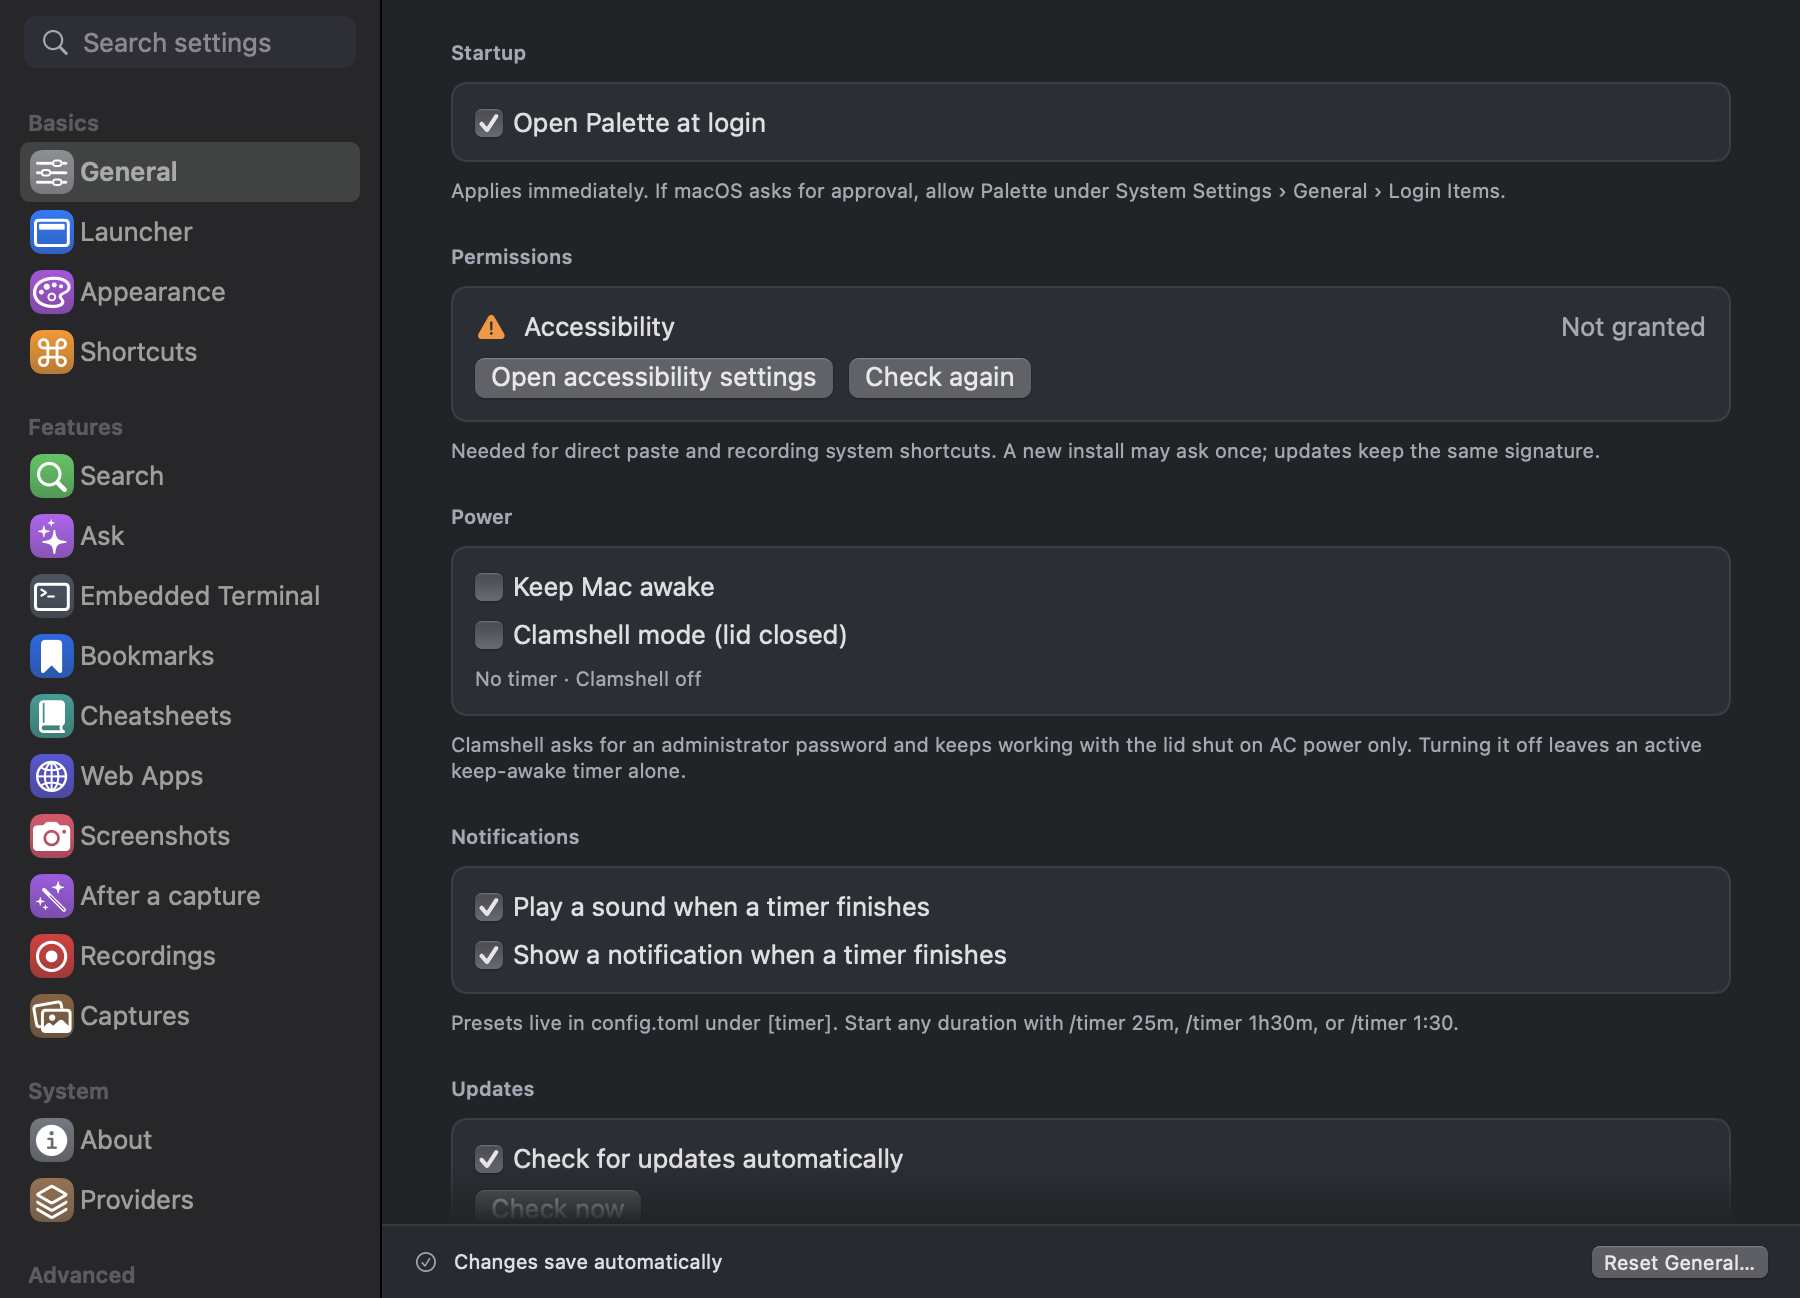 Search settings
Basics
General
Launcher
Appearance
Shortcuts
Features
Search
Ask
Embedded Terminal
Bookmarks
Cheatsheets
Web Apps
Screenshots
After a capture
Recordings
Captures
System
About
Providers
Advanced
Startup
Open Palette at login
Applies immediately. If macOS asks for approval, allow Palette under System Settings › General › Login Items.
Permissions
Accessibility
Not granted
Open accessibility settings
Check again
Needed for direct paste and recording system shortcuts. A new install may ask once; updates keep the same signature.
Power
Keep Mac awake
Clamshell mode (lid closed)
No timer · Clamshell off
Clamshell asks for an administrator password and keeps working with the lid shut on AC power only. Turning it off leaves an active
keep-awake timer alone.
Notifications
Play a sound when a timer finishes
Show a notification when a timer finishes
Presets live in config.toml under [timer]. Start any duration with /timer 25m, /timer 1h30m, or /timer 1:30.
Updates
Check for updates automatically
Check now
Changes save automatically
Reset General...